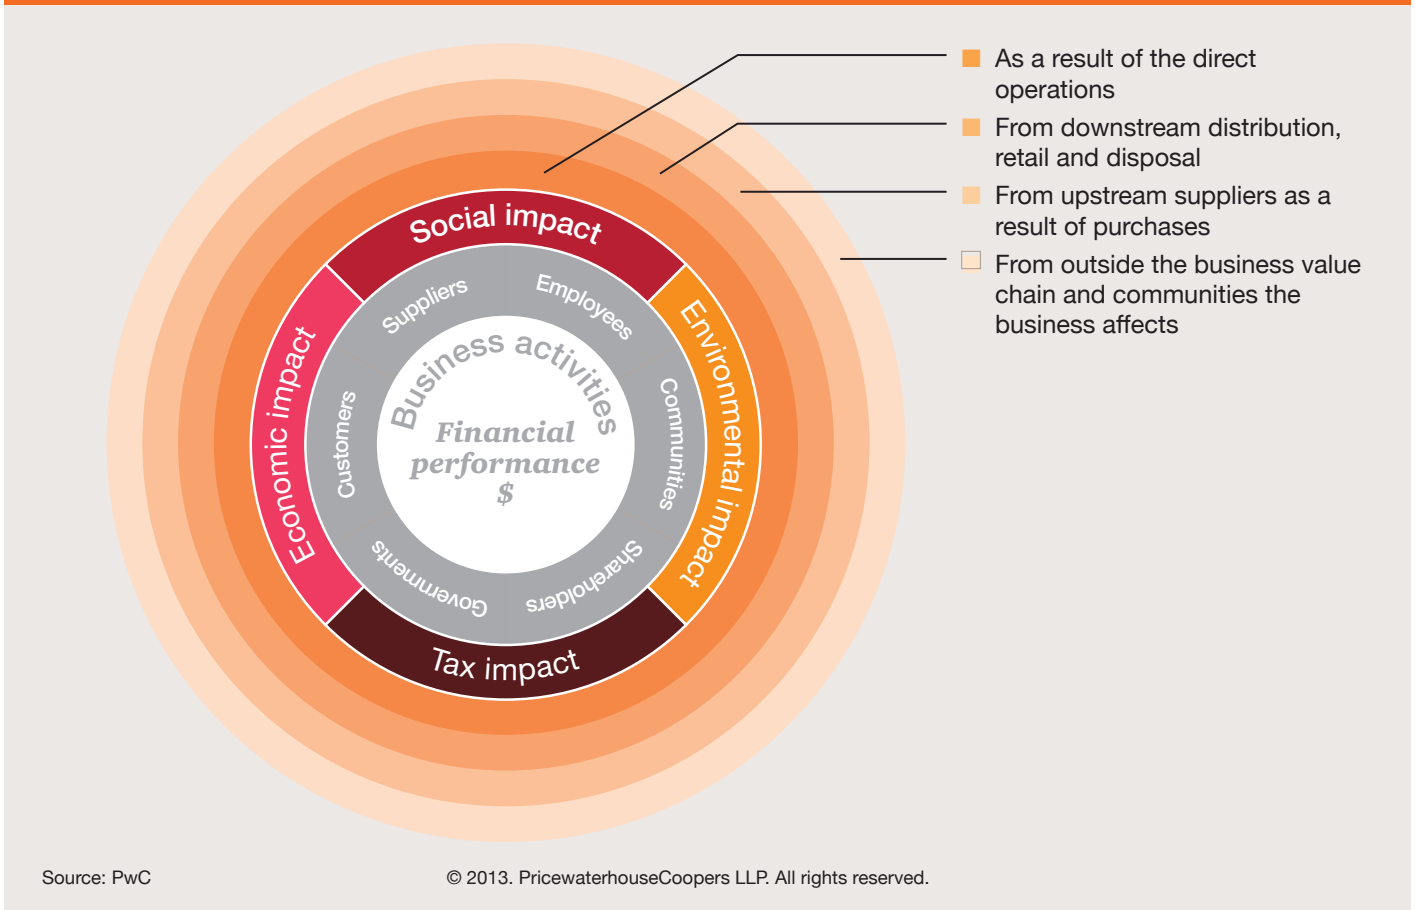 As a result of the direct
operations
From downstream distribution,
retail and disposal
From upstream suppliers as a
result of purchases
From outside the business value
chain and communities the
business affects
Social impact
Environmental impact
Tax impact
Economic impact
Suppliers
Employees
Communities
Shareholders
Governments
Customers
Business activities
Financial
performance
$
Source: PwC
© 2013. PricewaterhouseCoopers LLP. All rights reserved.